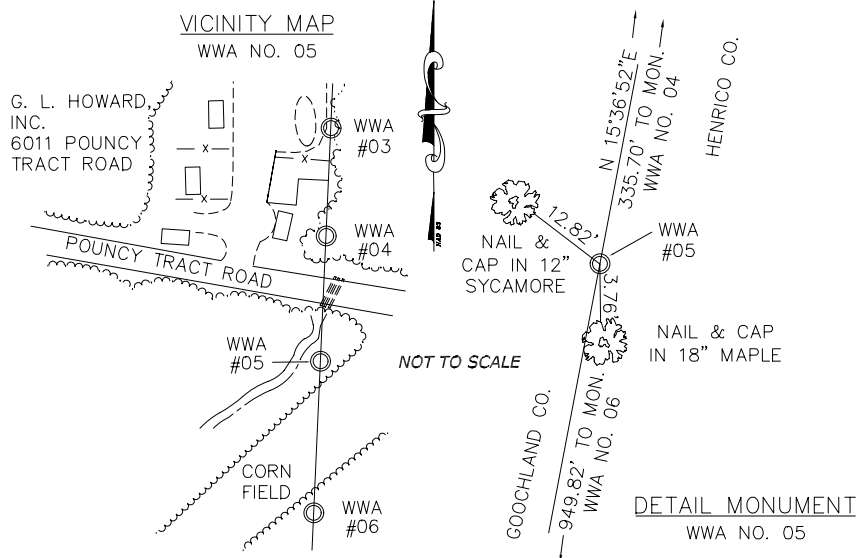 VICINITY MAP
WWA NO. 05
G. L. HOWARD,
INC.
6011 POUNCY
TRACT ROAD
x
x
x
WWA
#03
WWA
#04
POUNCY TRACT ROAD
WWA
#05
CORN
FIELD
WWA
#06
NAD 83
NOT TO SCALE
N 15°36'52"E
335.70' TO MON.
WWA NO. 04
HENRICO CO.
12.82'
NAIL &
CAP IN 12"
SYCAMORE
WWA
#05
3.76'
NAIL & CAP
IN 18" MAPLE
GOOCHLAND CO.
949.82' TO MON.
WWA NO. 06
DETAIL MONUMENT
WWA NO. 05